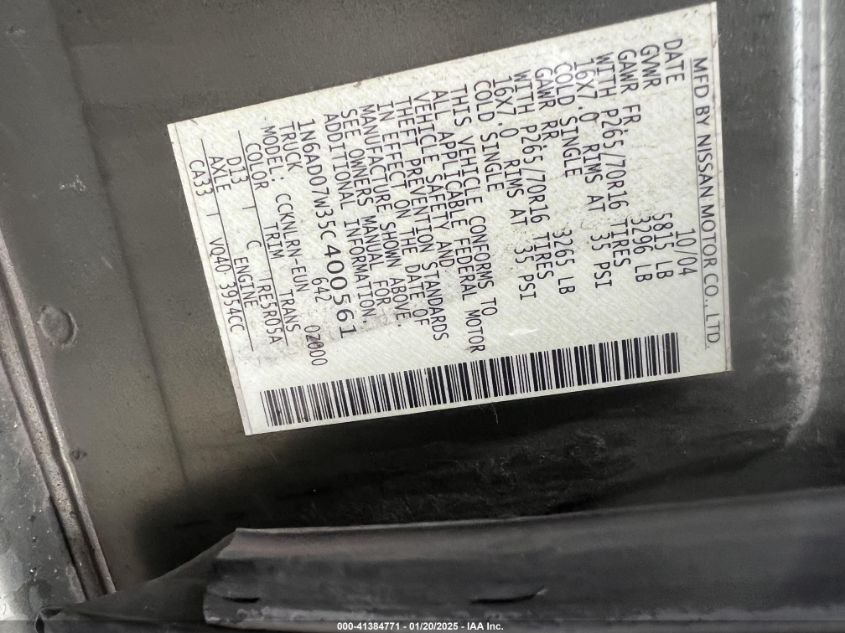 MFD BY NISSAN MOTOR CO., LTD.
DATE 10/04
GVWR 5815 LB
GAWR FR. 3296 LB
WITH P265/70R16 TIRES
16X7.0 RIMS AT 35 PSI
COLD SINGLE
GAWR RR 3265 LB
WITH P265/70R16 TIRES
16X7.0 RIMS AT 35 PSI
COLD SINGLE
THIS VEHICLE CONFORMS TO
ALL APPLICABLE FEDERAL MOTOR
VEHICLE SAFETY AND
THEFT PREVENTION STANDARDS
IN EFFECT ON THE DATE OF
MANUFACTURE SHOWN ABOVE.
SEE OWNERS MANUAL FOR
ADDITIONAL INFORMATION.
1N6AD07W35C400561
TRUCK 642 02000
MODEL: CCKNLRN-EUN
COLOR TRIM TRANS
D13 C RE5R05A
AXLE ENGINE
CA33 VQ40 3954CC
000-41384771 - 01/20/2025 - IAA Inc.